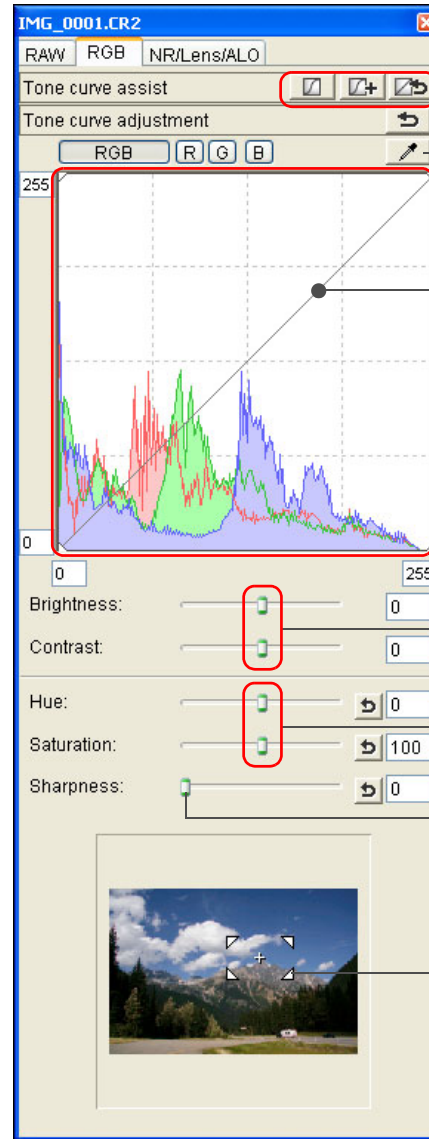 IMG_0001.CR2
RAW RGB NR/Lens/ALO
Tone curve assist
Tone curve adjustment
RGB R G B
255
0
0 255
Brightness: 0
Contrast: 0
Hue: 0
Saturation: 100
Sharpness: 0